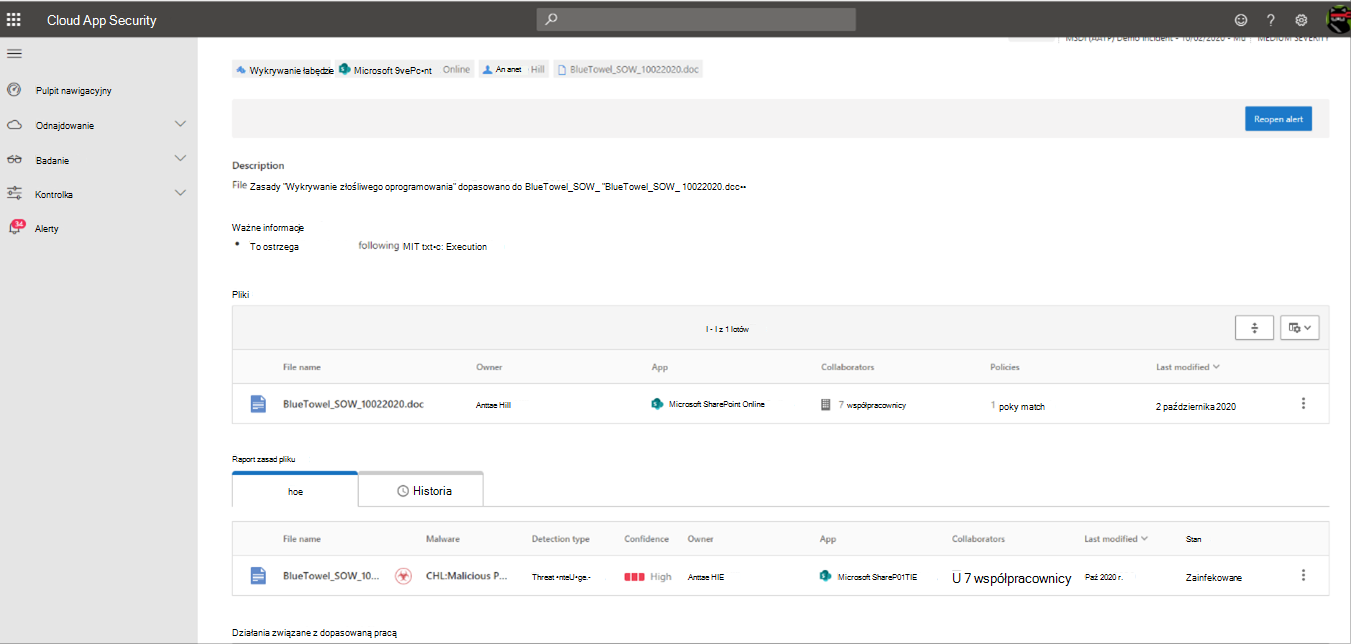 Cloud App Security
MSDI (AATP) Demo Incident - 10/02/2020 - Mu MEDIUM SEVERITY
Wykrywanie łabędzie Microsoft 9vePc•nt Online An anet Hill BlueTowel_SOW_10022020.doc
Pulpit nawigacyjny
Odnajdowanie
Badanie
Kontrolka
34
Alerty
Reopen alert
Description
File Zasady "Wykrywanie złośliwego oprogramowania" dopasowano do BlueTowel_SOW_ "BlueTowel_SOW_ 10022020.dcc••
Ważne informacje
• To ostrzega following MIT txt•c: Execution
Pliki
I - I z 1 lotów
File name Owner App Collaborators Policies Last modified
BlueTowel_SOW_10022020.doc Anttae Hill Microsoft SharePoint Online 7 współpracownicy 1 poky match 2 października 2020
Raport zasad pliku
hoe Historia
File name Malware Detection type Confidence Owner App Collaborators Last modified Stan
BlueTowel_SOW_10... CHL:Malicious P... Threat •nteU•ge.- High Anttae HIE Microsoft ShareP01TIE U 7 współpracownicy Paź 2020 r. Zainfekowane
Działania związane z dopasowaną pracą